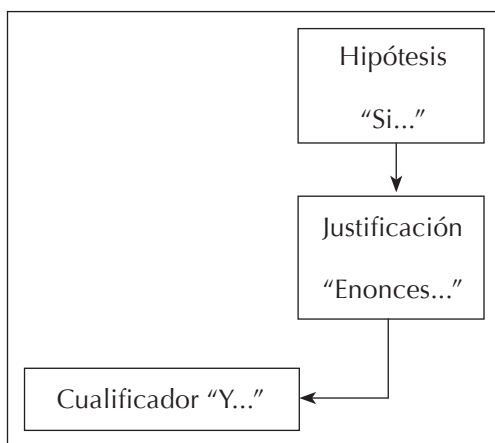 Hipótesis
“Si...”
Justificación
“Enonces...”
Cualificador “Y...”